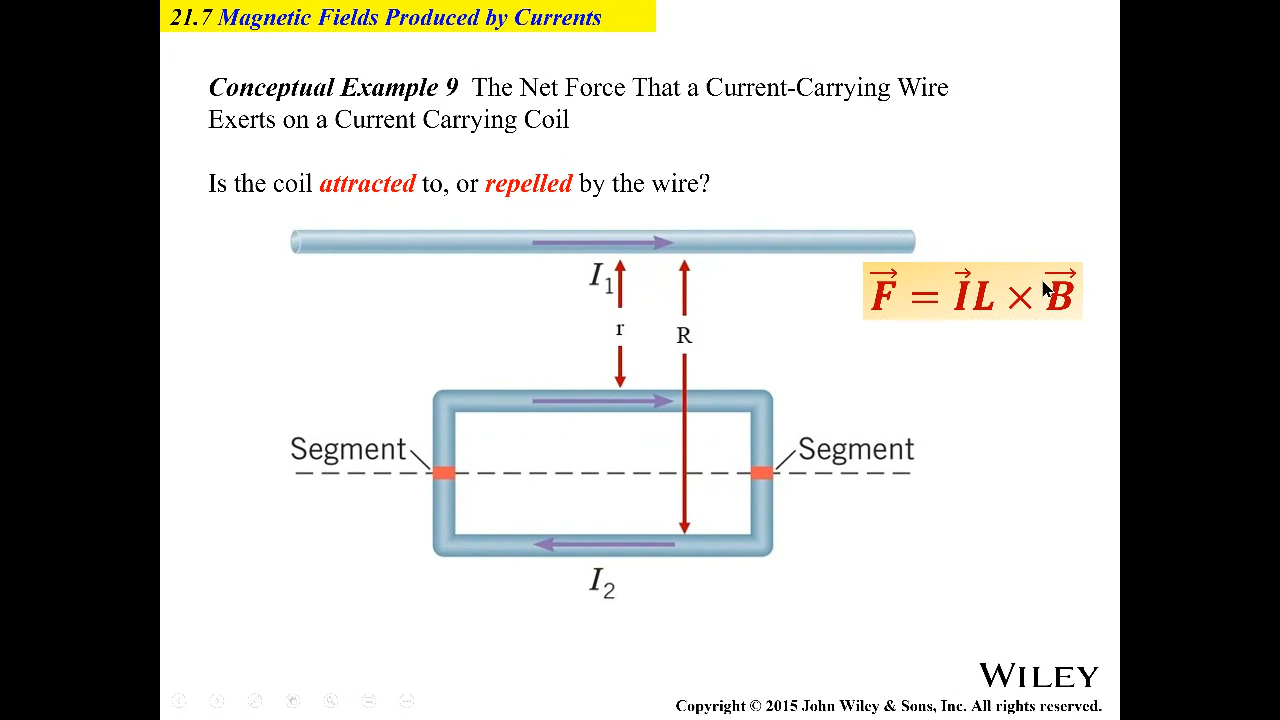 21.7 Magnetic Fields Produced by Currents
Conceptual Example 9 The Net Force That a Current-Carrying Wire
Exerts on a Current Carrying Coil
Is the coil attracted to, or repelled by the wire?
I₁
r
R
F⃗ = I⃗L × B⃗
Segment
Segment
I₂
WILEY
Copyright © 2015 John Wiley & Sons, Inc. All rights reserved.